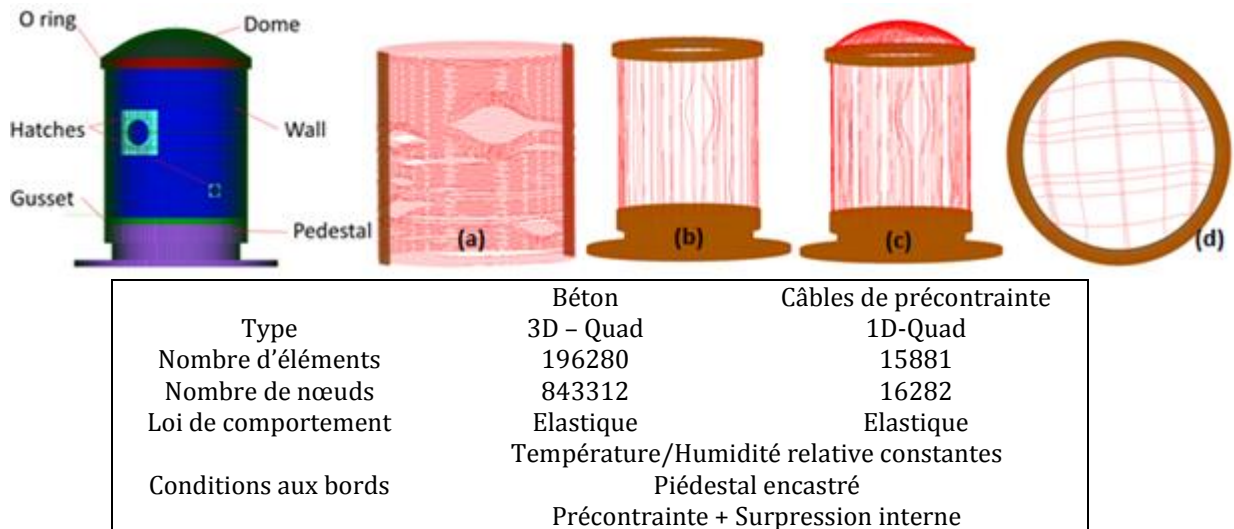 O ring
Dome
Hatches
Wall
Gusset
Pedestal
(a)
(b)
(c)
(d)
Béton Câbles de précontrainte
Type 3D – Quad 1D-Quad
Nombre d'éléments 196280 15881
Nombre de nœuds 843312 16282
Loi de comportement Elastique Elastique
Température/Humidité relative constantes
Conditions aux bords Piédestal encastré
Précontrainte + Surpression interne